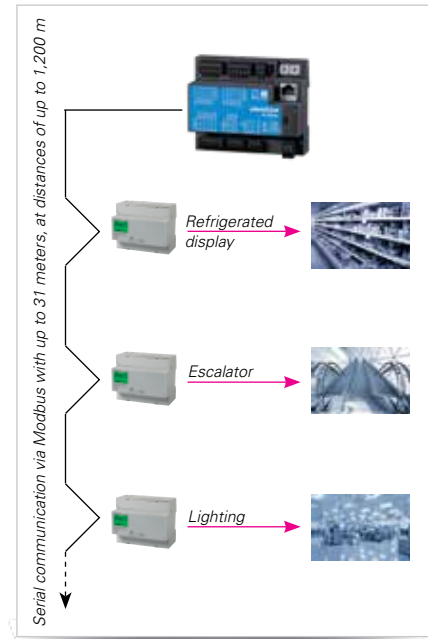 Serial communication via Modbus with up to 31 meters, at distances of up to 1,200 m
Refrigerated
display
Escalator
Lighting